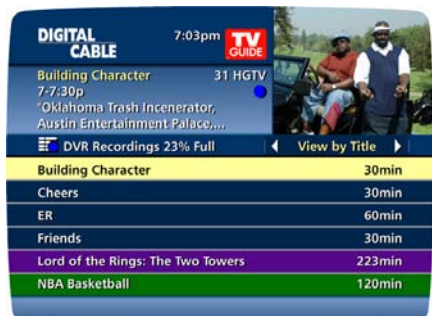 DIGITAL
CABLE
7:03pm
TV
GUIDE
Building Character 31 HGTV
7-7:30p
"Oklahoma Trash Incenerator,
Austin Entertainment Palace,...
DVR Recordings 23% Full
View by Title
Building Character 30min
Cheers 30min
ER 60min
Friends 30min
Lord of the Rings: The Two Towers 223min
NBA Basketball 120min